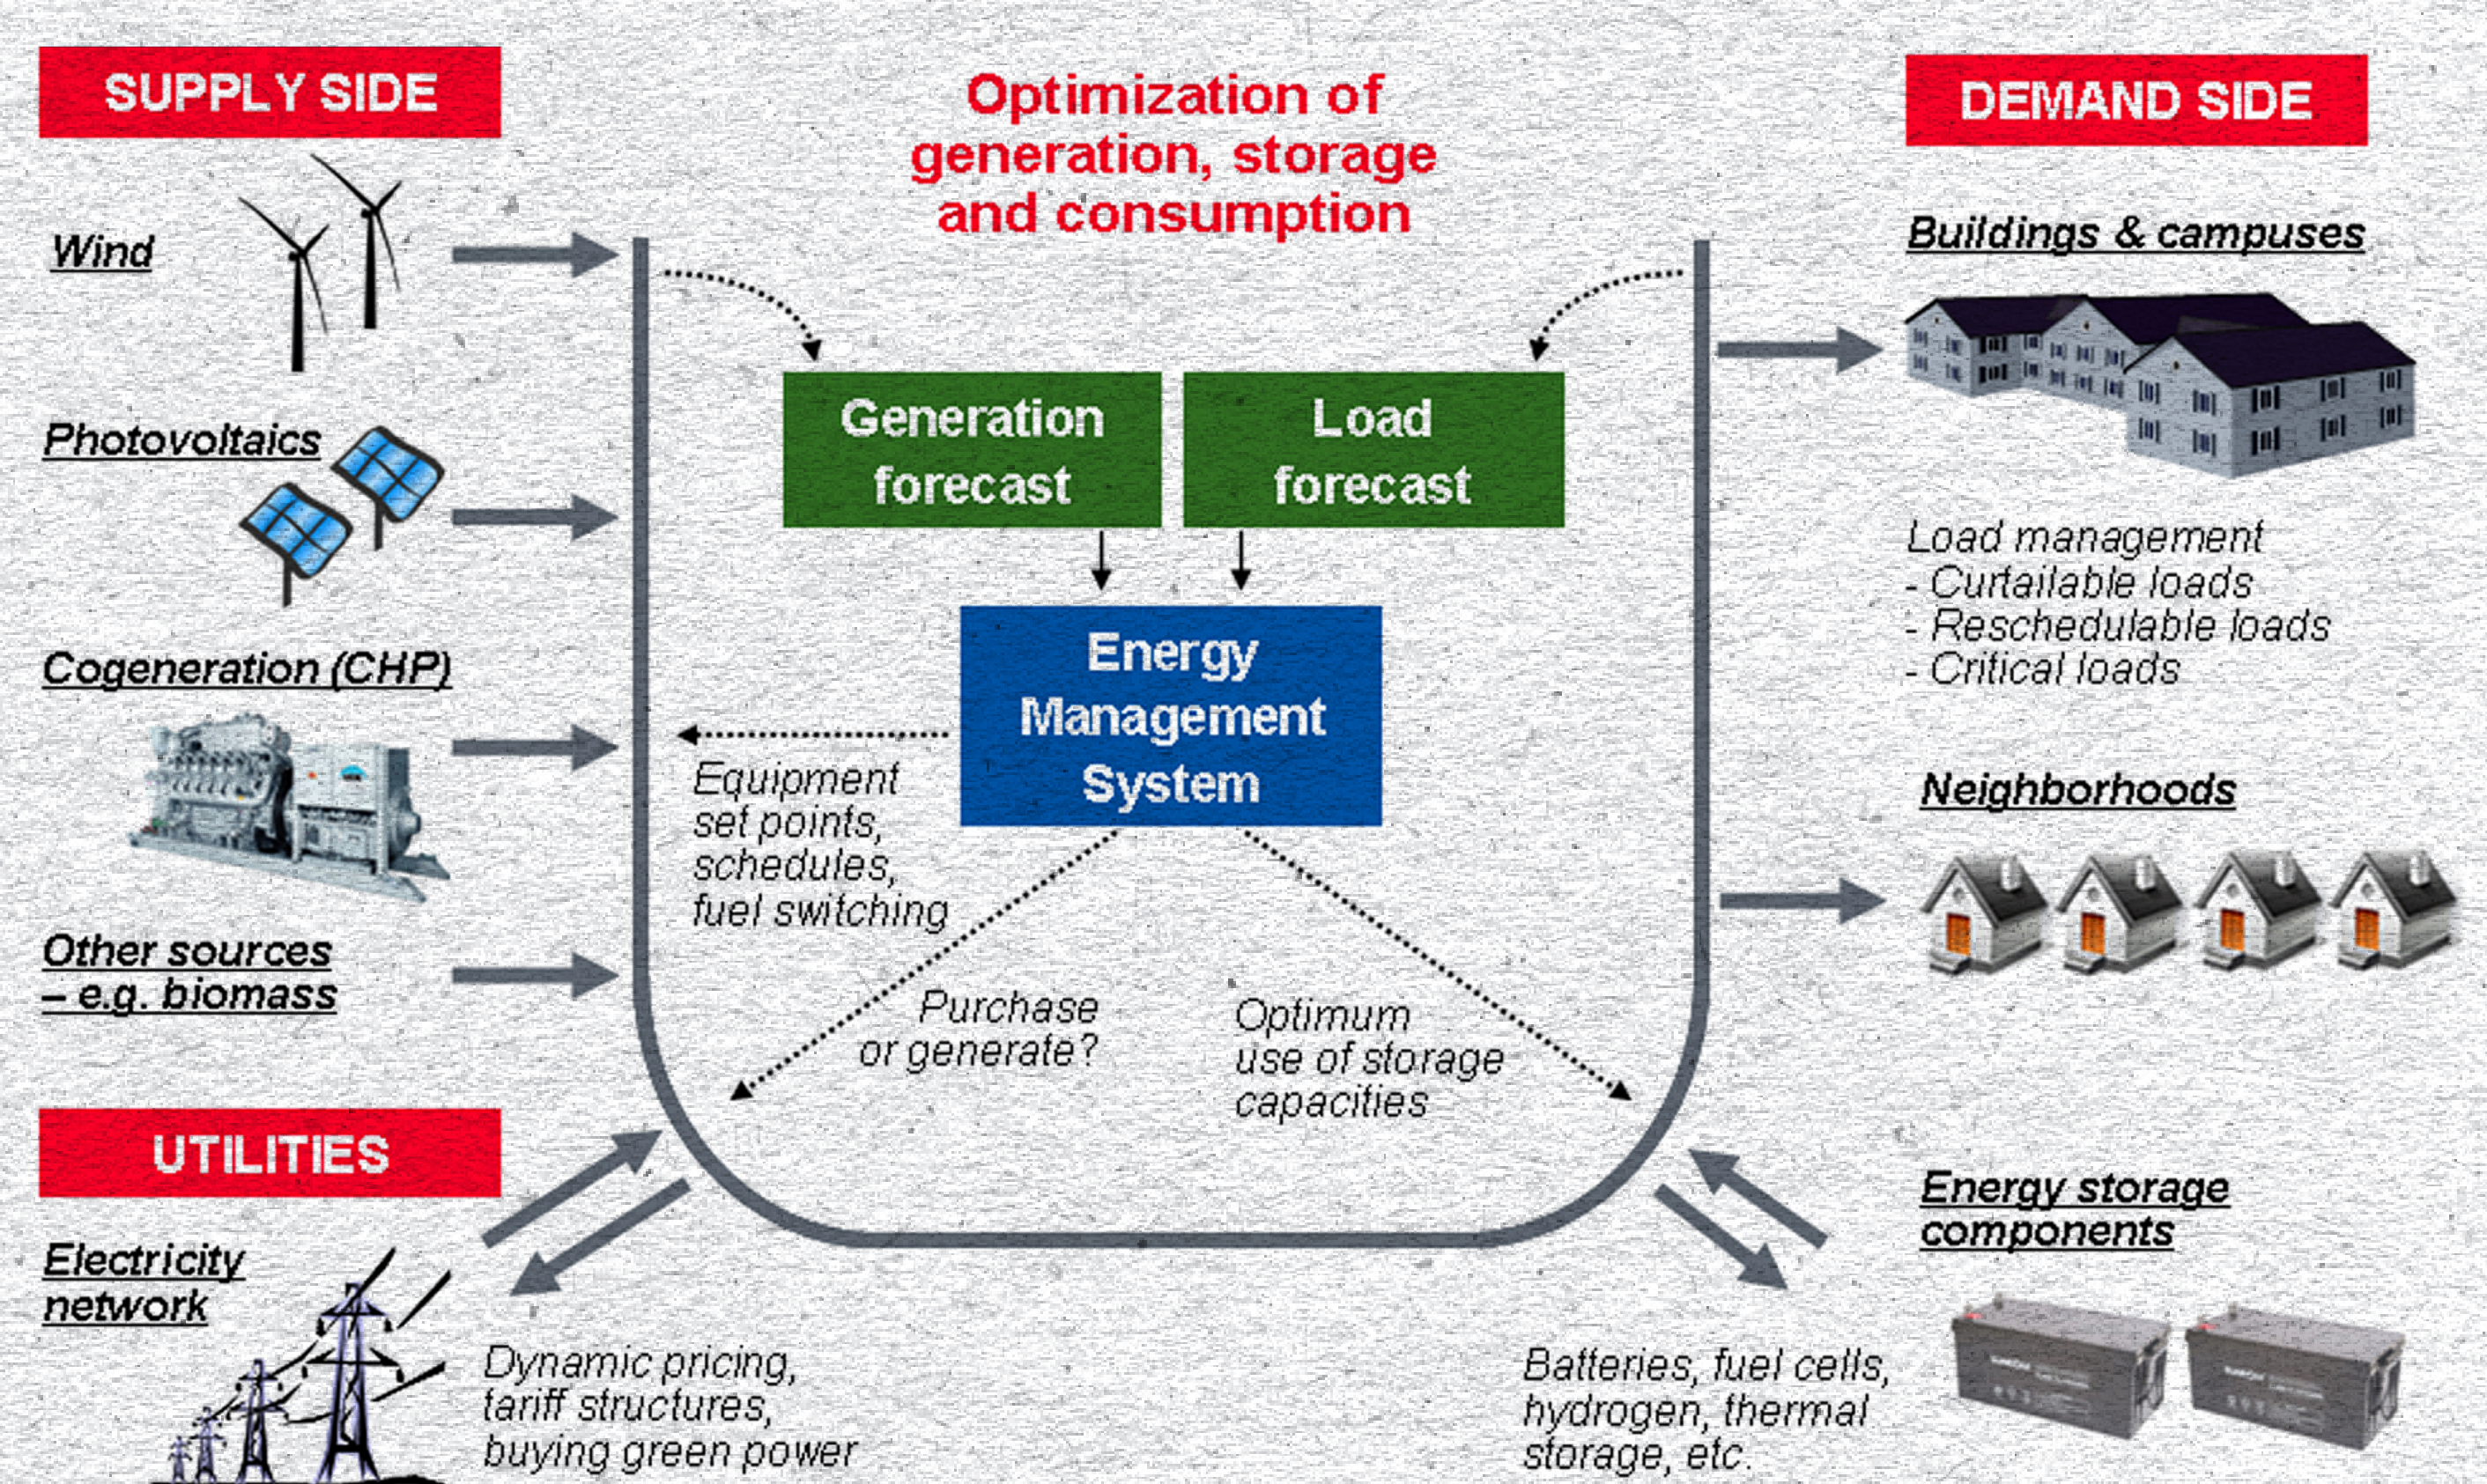 SUPPLY SIDE
Wind
Photovoltaics
Cogeneration (CHP)
Other sources
– e.g. biomass
UTILITIES
Electricity
network
Dynamic pricing,
tariff structures,
buying green power
Optimization of
generation, storage
and consumption
Generation
forecast
Load
forecast
Energy
Management
System
Equipment
set points,
schedules,
fuel switching
Purchase
or generate?
Optimum
use of storage
capacities
DEMAND SIDE
Buildings & campuses
Load management
- Curtailable loads
- Reschedulable loads
- Critical loads
Neighborhoods
Energy storage
components
Batteries, fuel cells,
hydrogen, thermal
storage, etc.